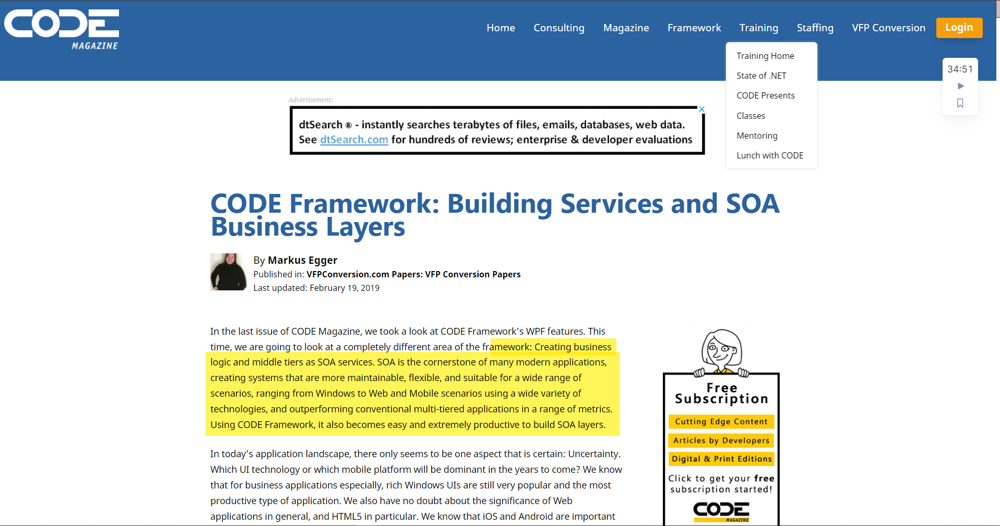 CODE
MAGAZINE
Home Consulting Magazine Framework Training Staffing VFP Conversion Login
Training Home
State of .NET
CODE Presents
Classes
Mentoring
Lunch with CODE
34:51
Advertisement:
dtSearch ® - instantly searches terabytes of files, emails, databases, web data.
See dtSearch.com for hundreds of reviews; enterprise & developer evaluations
CODE Framework: Building Services and SOA
Business Layers
By Markus Egger
Published in: VFPConversion.com Papers: VFP Conversion Papers
Last updated: February 19, 2019
In the last issue of CODE Magazine, we took a look at CODE Framework’s WPF features. This
time, we are going to look at a completely different area of the framework: Creating business
logic and middle tiers as SOA services. SOA is the cornerstone of many modern applications,
creating systems that are more maintainable, flexible, and suitable for a wide range of
scenarios, ranging from Windows to Web and Mobile scenarios using a wide variety of
technologies, and outperforming conventional multi-tiered applications in a range of metrics.
Using CODE Framework, it also becomes easy and extremely productive to build SOA layers.
In today’s application landscape, there only seems to be one aspect that is certain: Uncertainty.
Which UI technology or which mobile platform will be dominant in the years to come? We know
that for business applications especially, rich Windows UIs are still very popular and the most
productive type of application. We also have no doubt about the significance of Web
applications in general, and HTML5 in particular. We know that iOS and Android are important
Free
Subscription
Cutting Edge Content
Articles by Developers
Digital & Print Editions
Click to get your free
subscription started!
CODE
MAGAZINE